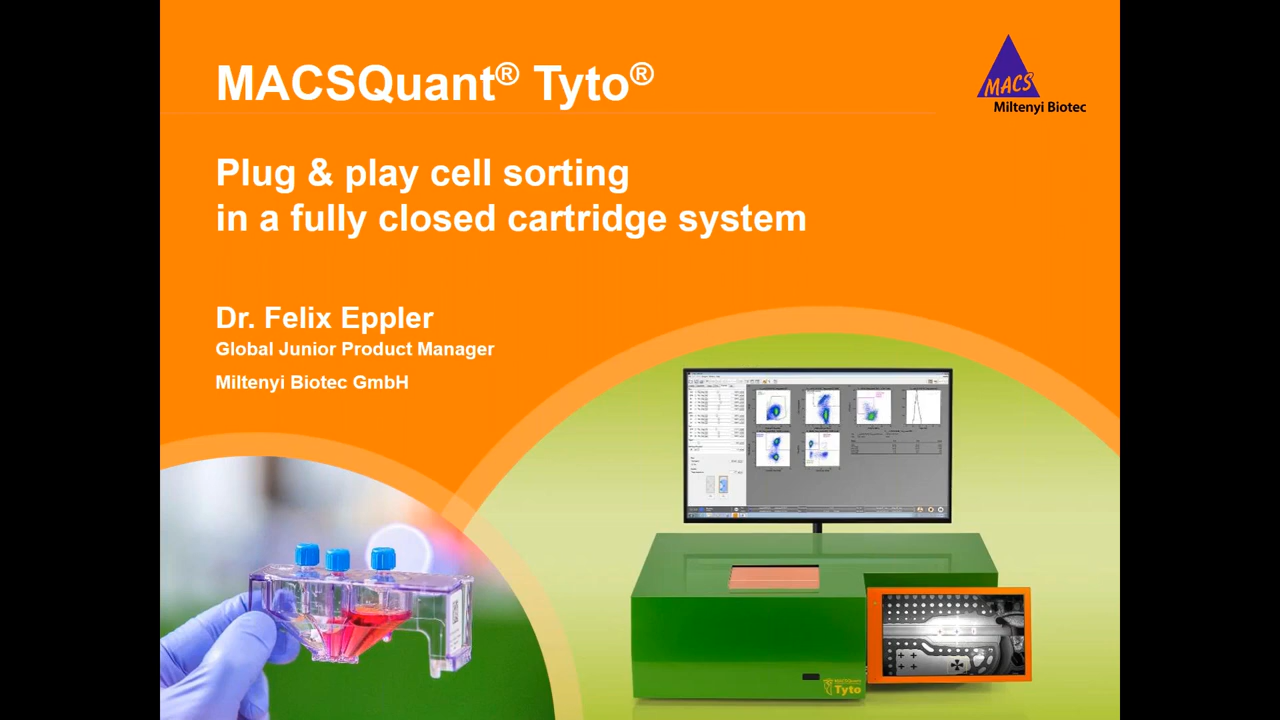 MACSQuant® Tyto®
MACS
Miltenyi Biotec
Plug & play cell sorting
in a fully closed cartridge system
Dr. Felix Eppler
Global Junior Product Manager
Miltenyi Biotec GmbH
MACSQuant
Tyto